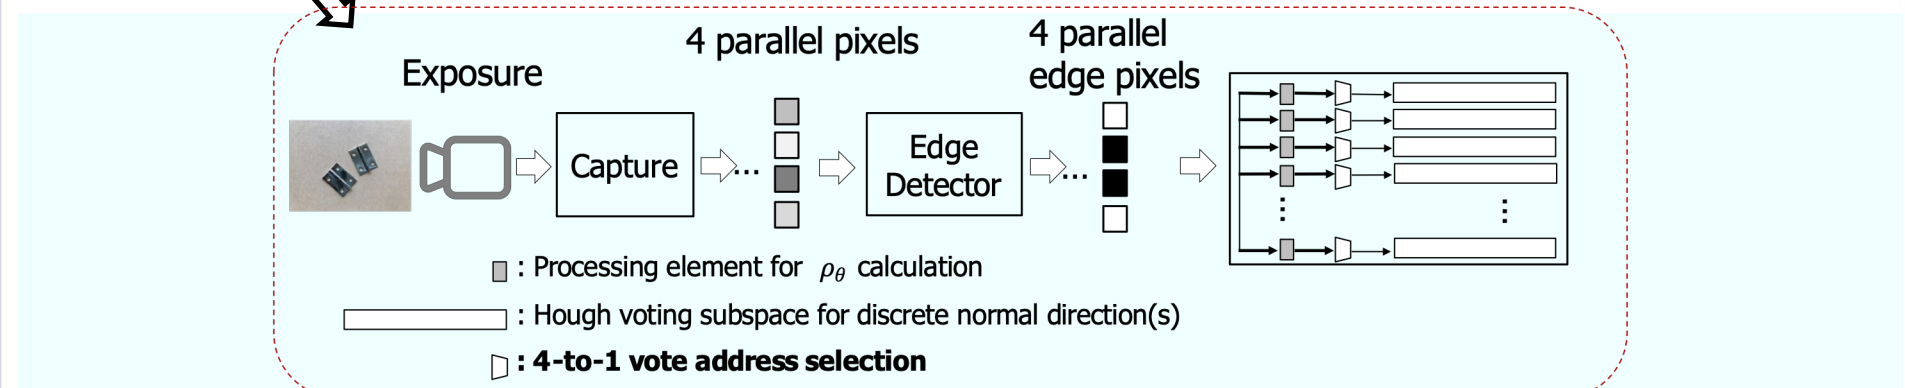 4 parallel pixels
4 parallel
edge pixels
Exposure
Capture
...
Edge
Detector
...
⋮
⋮
: Processing element for ρθ calculation
: Hough voting subspace for discrete normal direction(s)
: 4-to-1 vote address selection